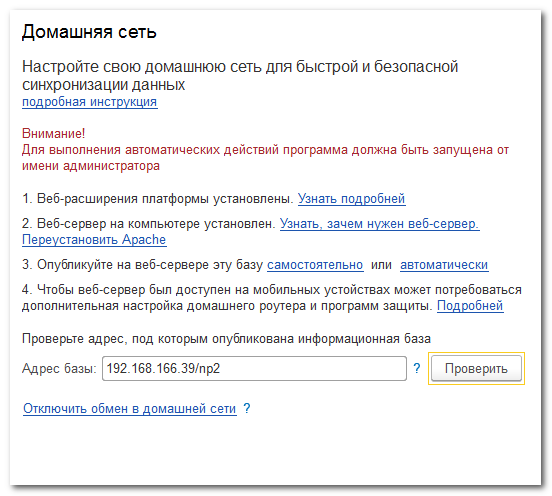 Домашняя сеть
Настройте свою домашнюю сеть для быстрой и безопасной
синхронизации данных
подробная инструкция
Внимание!
Для выполнения автоматических действий программа должна быть запущена от
имени администратора
1. Веб-расширения платформы установлены. Узнать подробней
2. Веб-сервер на компьютере установлен. Узнать, зачем нужен веб-сервер.
Переустановить Apache
3. Опубликуйте на веб-сервере эту базу самостоятельно или автоматически
4. Чтобы веб-сервер был доступен на мобильных устойствах может потребоваться
дополнительная настройка домашнего роутера и программ защиты. Подробней
Проверьте адрес, под которым опубликована информационная база
Адрес базы: 192.168.166.39/np2 ? Проверить
Отключить обмен в домашней сети ?